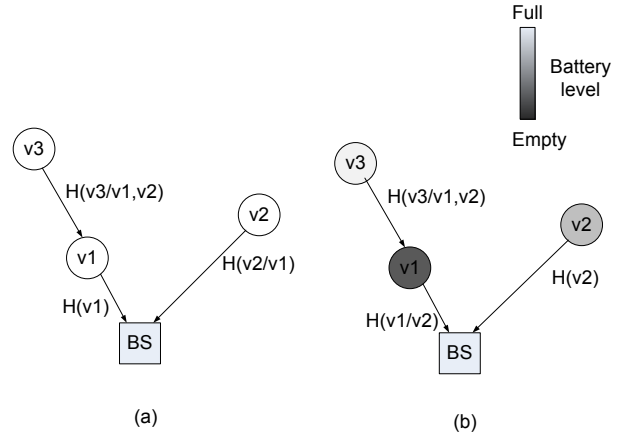 Full
Battery
level
Empty
v3
H(v3/v1,v2)
v2
v1
H(v2/v1)
H(v1)
BS
(a)
v3
H(v3/v1,v2)
v2
v1
H(v2)
H(v1/v2)
BS
(b)